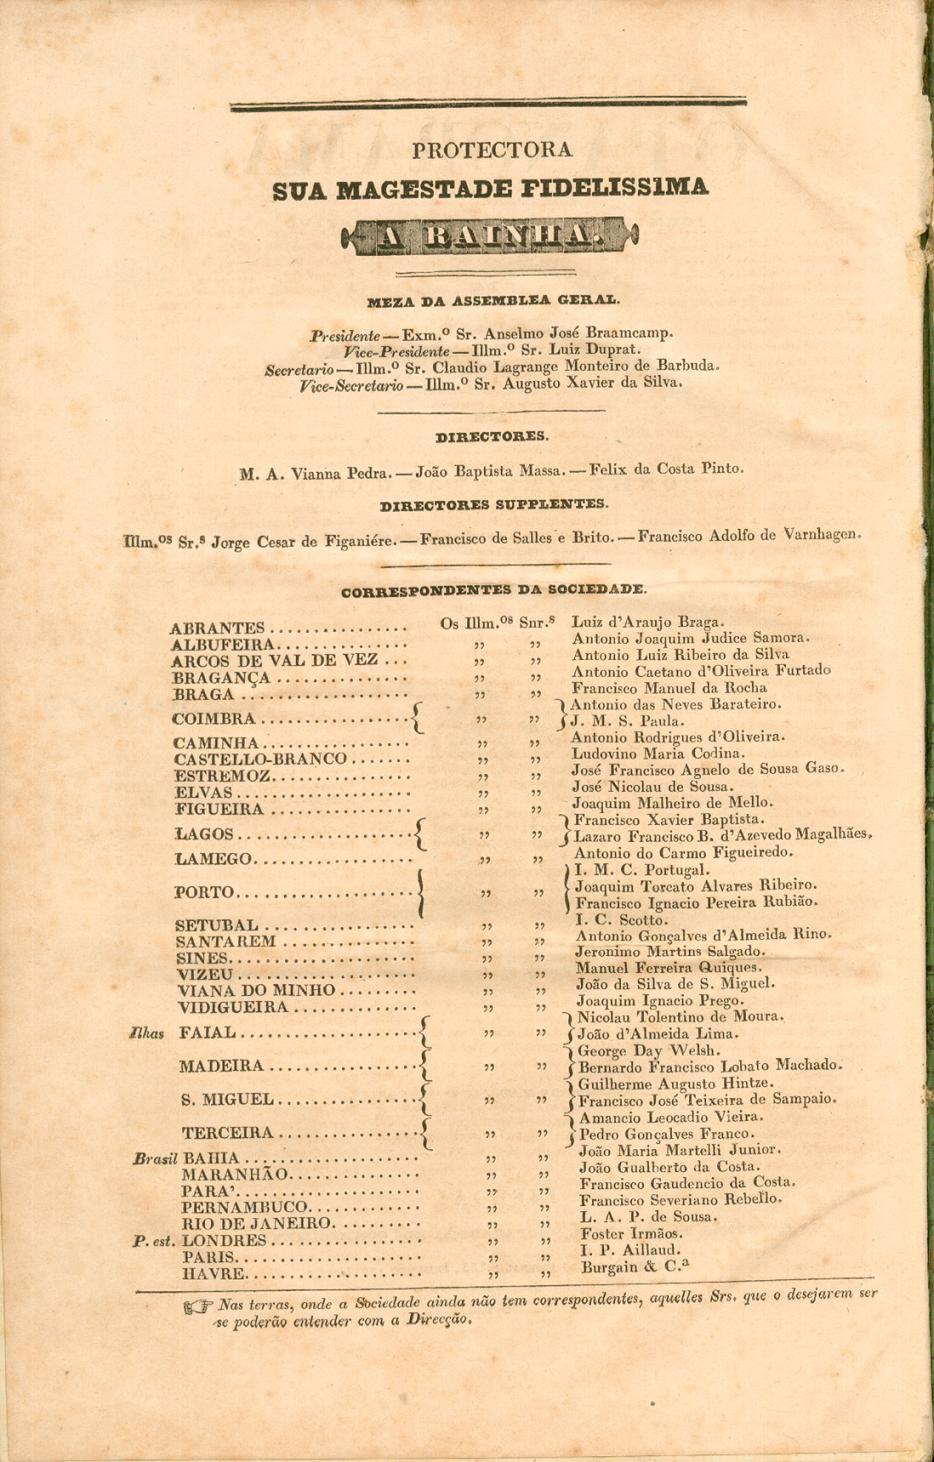 PROTECTORA
SUA MAGESTADE FIDELISSIMA
A RAINHA.
MEZA DA ASSEMBLEA GERAL.
Presidente — Exm.º Sr. Anselmo José Braamcamp.
Vice-Presidente — Illm.º Sr. Luiz Duprat.
Secretario — Illm.º Sr. Claudio Lagrange Monteiro de Barbuda.
Vice-Secretario — Illm.º Sr. Augusto Xavier da Silva.
DIRECTORES.
M. A. Vianna Pedra. — João Baptista Massa. — Felix da Costa Pinto.
DIRECTORES SUPPLENTES.
Illm.ºs Sr.s Jorge Cesar de Figaniére. — Francisco de Salles e Brito. — Francisco Adolfo de Varnhagen.
CORRESPONDENTES DA SOCIEDADE.
ABRANTES ................ Os Illm.ºs Snr.s Luiz d'Araujo Braga.
ALBUFEIRA................ ,, ,, Antonio Joaquim Judice Samora.
ARCOS DE VAL DE VEZ ... ,, ,, Antonio Luiz Ribeiro da Silva
BRAGANÇA ............... ,, ,, Antonio Caetano d'Oliveira Furtado
BRAGA ................... ,, ,, Francisco Manuel da Rocha
COIMBRA ................. { ,, ,, } Antonio das Neves Barateiro.
J. M. S. Paula.
CAMINHA ................. ,, ,, Antonio Rodrigues d'Oliveira.
CASTELLO-BRANCO ....... ,, ,, Ludovino Maria Codina.
ESTREMOZ................ ,, ,, José Francisco Agnelo de Sousa Gaso.
ELVAS .................... ,, ,, José Nicolau de Sousa.
FIGUEIRA ................. ,, ,, Joaquim Malheiro de Mello.
LAGOS .................... { ,, ,, } Francisco Xavier Baptista.
Lazaro Francisco B. d'Azevedo Magalhães.
LAMEGO.................. ,, ,, Antonio do Carmo Figueiredo.
PORTO.................... } ,, ,, } I. M. C. Portugal.
Joaquim Torcato Alvares Ribeiro.
Francisco Ignacio Pereira Rubião.
SETUBAL ................. ,, ,, I. C. Scotto.
SANTAREM ............... ,, ,, Antonio Gonçalves d'Almeida Rino.
SINES..................... ,, ,, Jeronimo Martins Salgado.
VIZEU .................... ,, ,, Manuel Ferreira Quiques.
VIANA DO MINHO ......... ,, ,, João da Silva de S. Miguel.
VIDIGUEIRA .............. ,, ,, Joaquim Ignacio Prego.
Ilhas FAIAL .................... { ,, ,, } Nicolau Tolentino de Moura.
João d'Almeida Lima.
MADEIRA ................. { ,, ,, } George Day Welsh.
Bernardo Francisco Lobato Machado.
S. MIGUEL ................ { ,, ,, } Guilherme Augusto Hintze.
Francisco José Teixeira de Sampaio.
TERCEIRA ................ { ,, ,, } Amancio Leocadio Vieira.
Pedro Gonçalves Franco.
Brasil BAHIA .................... ,, ,, João Maria Martelli Junior.
MARANHÃO............... ,, ,, João Gualberto da Costa.
PARA'..................... ,, ,, Francisco Gaudencio da Costa.
PERNAMBUCO............. ,, ,, Francisco Severiano Rebello.
RIO DE JANEIRO. ......... ,, ,, L. A. P. de Sousa.
P. est. LONDRES ................. ,, ,, Foster Irmãos.
PARIS..................... ,, ,, I. P. Aillaud.
HAVRE.................... ,, ,, Burgain & C.ª
☞ Nas terras, onde a Sociedade ainda não tem correspondentes, aquelles Srs. que o desejarem ser
se poderão entender com a Direcção.